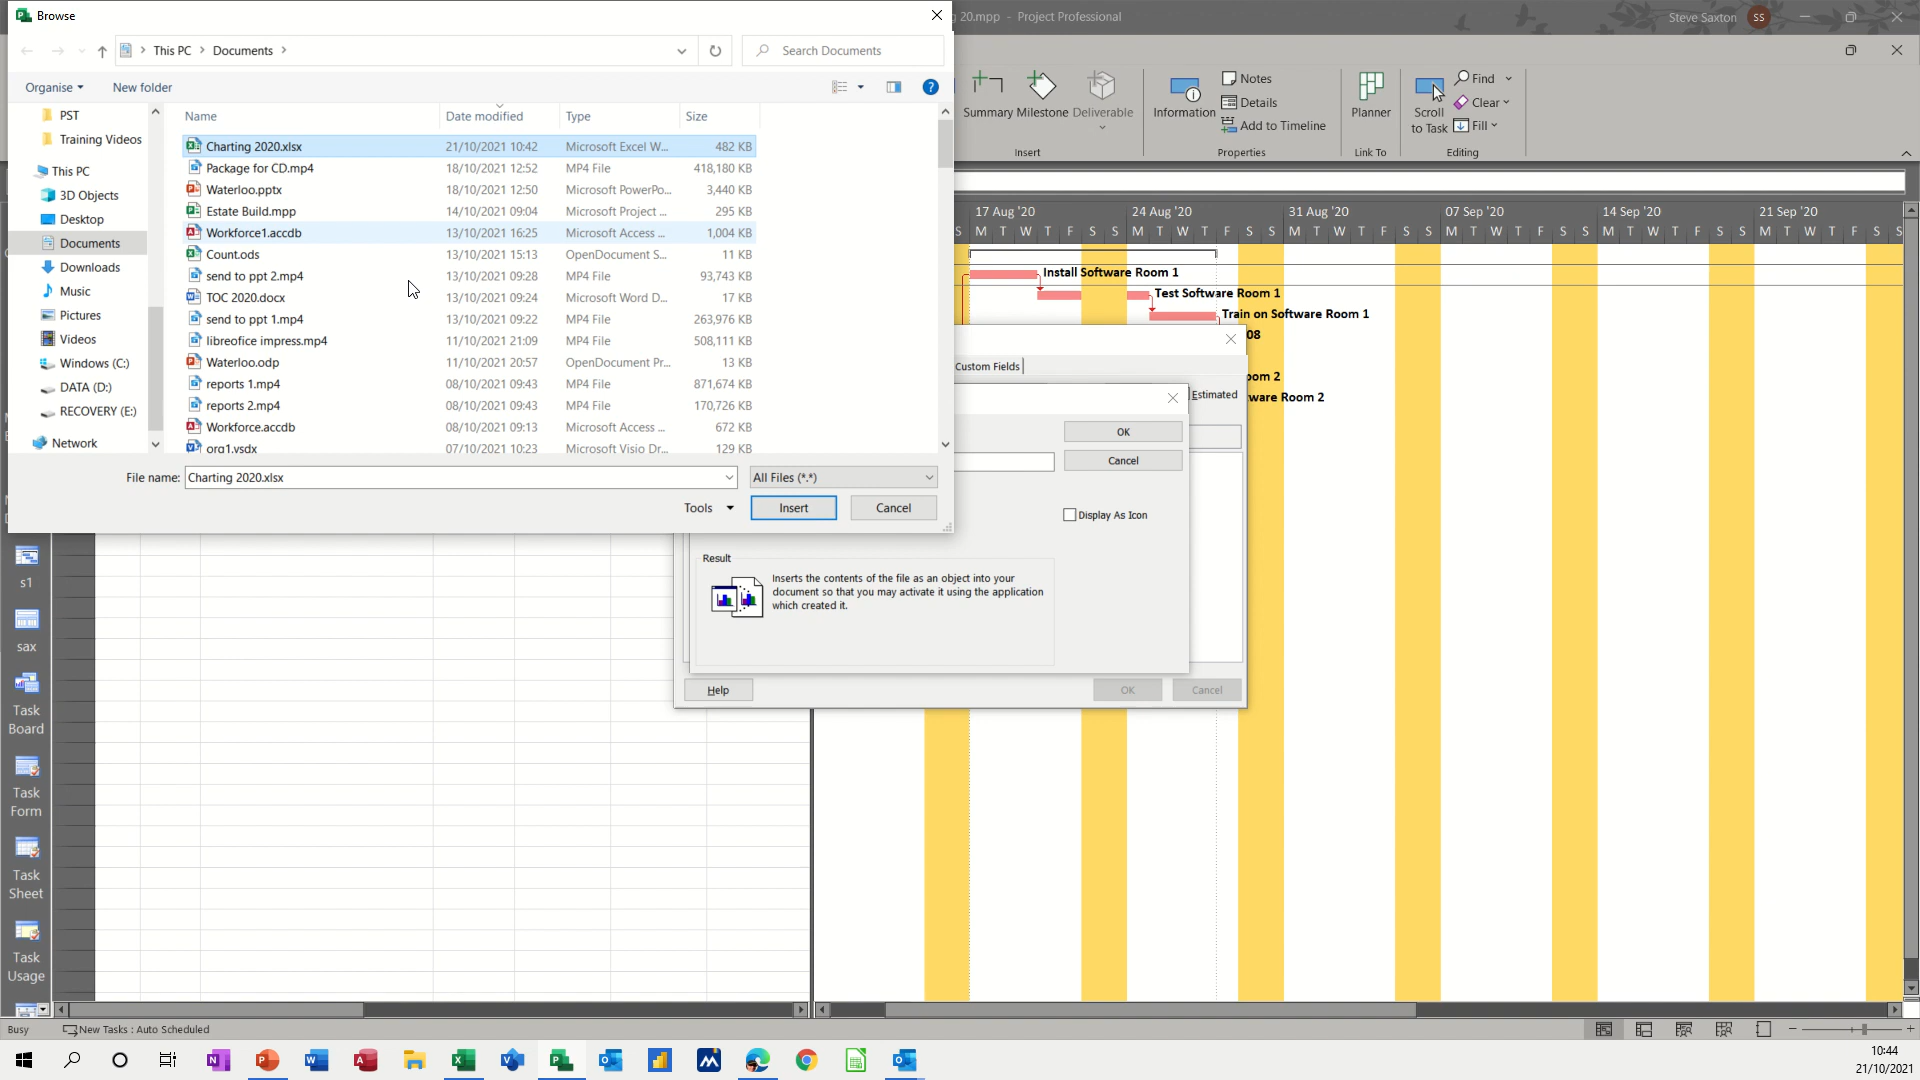 Browse
g 20.mpp - Project Professional
Steve Saxton SS
This PC Documents
Search Documents
Organise New folder
Summary Milestone Deliverable
Insert
Information
Notes
Details
Add to Timeline
Properties
Planner
Link To
Scroll to Task
Find
Clear
Fill
Editing
PST
Training Videos
This PC
3D Objects
Desktop
Documents
Downloads
Music
Pictures
Videos
Windows (C:)
DATA (D:)
RECOVERY (E:)
Network
Name Date modified Type Size
Charting 2020.xlsx 21/10/2021 10:42 Microsoft Excel W... 482 KB
Package for CD.mp4 18/10/2021 12:52 MP4 File 418,180 KB
Waterloo.pptx 18/10/2021 12:50 Microsoft PowerPo... 3,440 KB
Estate Build.mpp 14/10/2021 09:04 Microsoft Project ... 295 KB
Workforce1.accdb 13/10/2021 16:25 Microsoft Access ... 1,004 KB
Count.ods 13/10/2021 15:13 OpenDocument S... 11 KB
send to ppt 2.mp4 13/10/2021 09:28 MP4 File 93,743 KB
TOC 2020.docx 13/10/2021 09:24 Microsoft Word D... 17 KB
send to ppt 1.mp4 13/10/2021 09:22 MP4 File 263,976 KB
libreofice impress.mp4 11/10/2021 21:09 MP4 File 508,111 KB
Waterloo.odp 11/10/2021 20:57 OpenDocument Pr... 13 KB
reports 1.mp4 08/10/2021 09:43 MP4 File 871,674 KB
reports 2.mp4 08/10/2021 09:43 MP4 File 170,726 KB
Workforce.accdb 08/10/2021 09:13 Microsoft Access ... 672 KB
org1.vsdx 07/10/2021 10:23 Microsoft Visio Dr... 129 KB
File name: Charting 2020.xlsx All Files (*.*)
Tools Insert Cancel
17 Aug '20 24 Aug '20 31 Aug '20 07 Sep '20 14 Sep '20 21 Sep '20
S M T W T F S S M T W T F S S M T W T F S S M T W T F S S M T W T F S S M T W T F S S
Install Software Room 1
Test Software Room 1
Train on Software Room 1
08
oom 2
ware Room 2
Custom Fields
Estimated
OK
Cancel
Display As Icon
Result
Inserts the contents of the file as an object into your
document so that you may activate it using the application
which created it.
Help OK Cancel
s1
sax
Task
Board
Task
Form
Task
Sheet
Task
Usage
Busy New Tasks : Auto Scheduled
10:44
21/10/2021